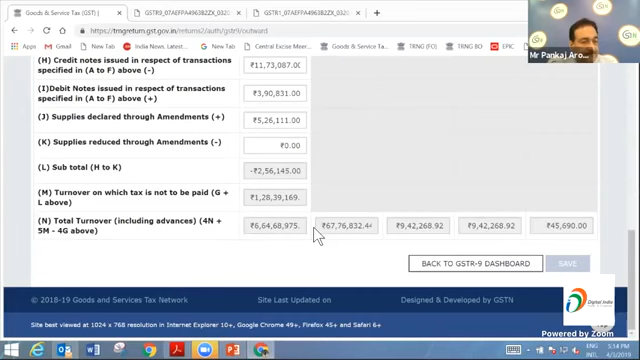 Goods & Service Tax (GST)
GSTR9_07AEFPA4963B2ZX_0320
GSTR1_07AEFPA4963B2ZX_0320
https://trngreturn.gst.gov.in/returns2/auth/gstr9/outward
Apps
Facebook
India News, Latest
DT
New Tab
Central Excise Mee
Goods & Service Ta
TRNG (FO)
TRNG BO
Mr Pankaj Aro...
GSTN
(H) Credit notes issued in respect of transactions
specified in (A to F) above (-)
₹11,73,087.00
(I)Debit Notes issued in respect of transactions
specified in (A to F) above (+)
₹3,90,831.00
(J) Supplies declared through Amendments (+)
₹5,26,111.00
(K) Supplies reduced through Amendments (-)
₹0.00
(L) Sub total (H to K)
-₹2,56,145.00
(M) Turnover on which tax is not to be paid (G +
L above)
₹1,28,39,169.
(N) Total Turnover (including advances) (4N +
5M - 4G above)
₹6,64,68,975.
₹67,76,832.44
₹9,42,268.92
₹9,42,268.92
₹45,690.00
BACK TO GSTR-9 DASHBOARD
SAVE
© 2018-19 Goods and Services Tax Network
Site Last Updated on
Designed & Developed by GSTN
Digital India
Site best viewed at 1024 x 768 resolution in Internet Explorer 10+, Google Chrome 49+, Firefox 45+ and Safari 6+
Top
Powered by Zoom
ENG
INTL
5:14 PM
4/3/2019